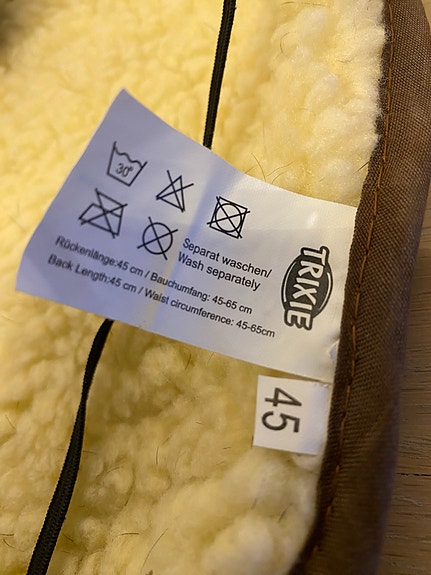 30°
Separat waschen/
Wash separately
Rückenlänge:45 cm / Bauchumfang: 45-65 cm
Back Length:45 cm / Waist circumference: 45-65cm
TRIXIE
45